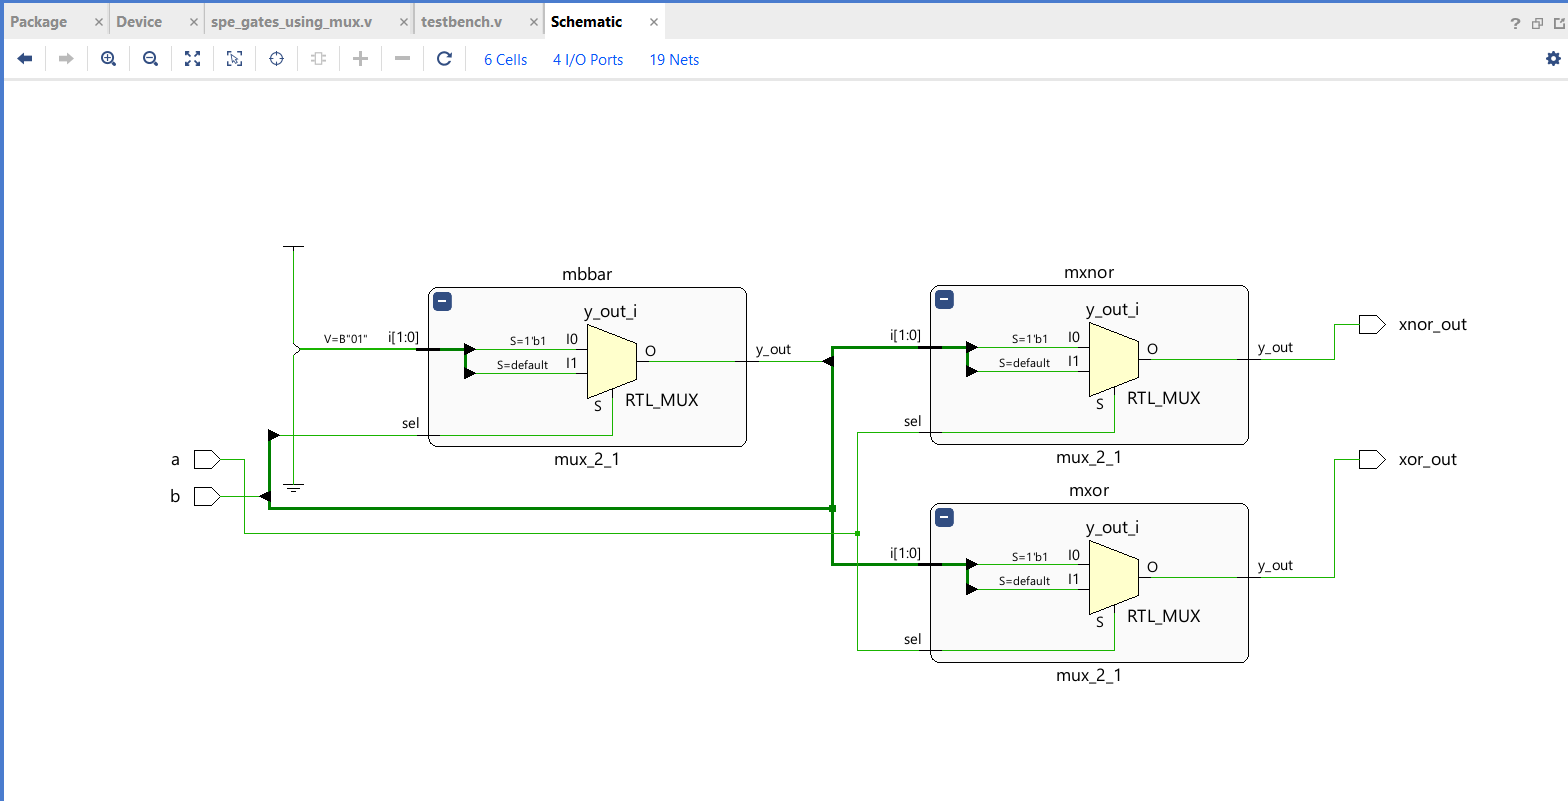 Package × Device × spe_gates_using_mux.v × testbench.v × Schematic ×
?
6 Cells 4 I/O Ports 19 Nets
mbbar
y_out_i
V=B"01"
i[1:0]
S=1'b1
I0
S=default
I1
O
S
RTL_MUX
y_out
sel
mux_2_1
a
b
mxnor
y_out_i
i[1:0]
S=1'b1
I0
S=default
I1
O
S
RTL_MUX
y_out
sel
mux_2_1
xnor_out
mxor
y_out_i
i[1:0]
S=1'b1
I0
S=default
I1
O
S
RTL_MUX
y_out
sel
mux_2_1
xor_out